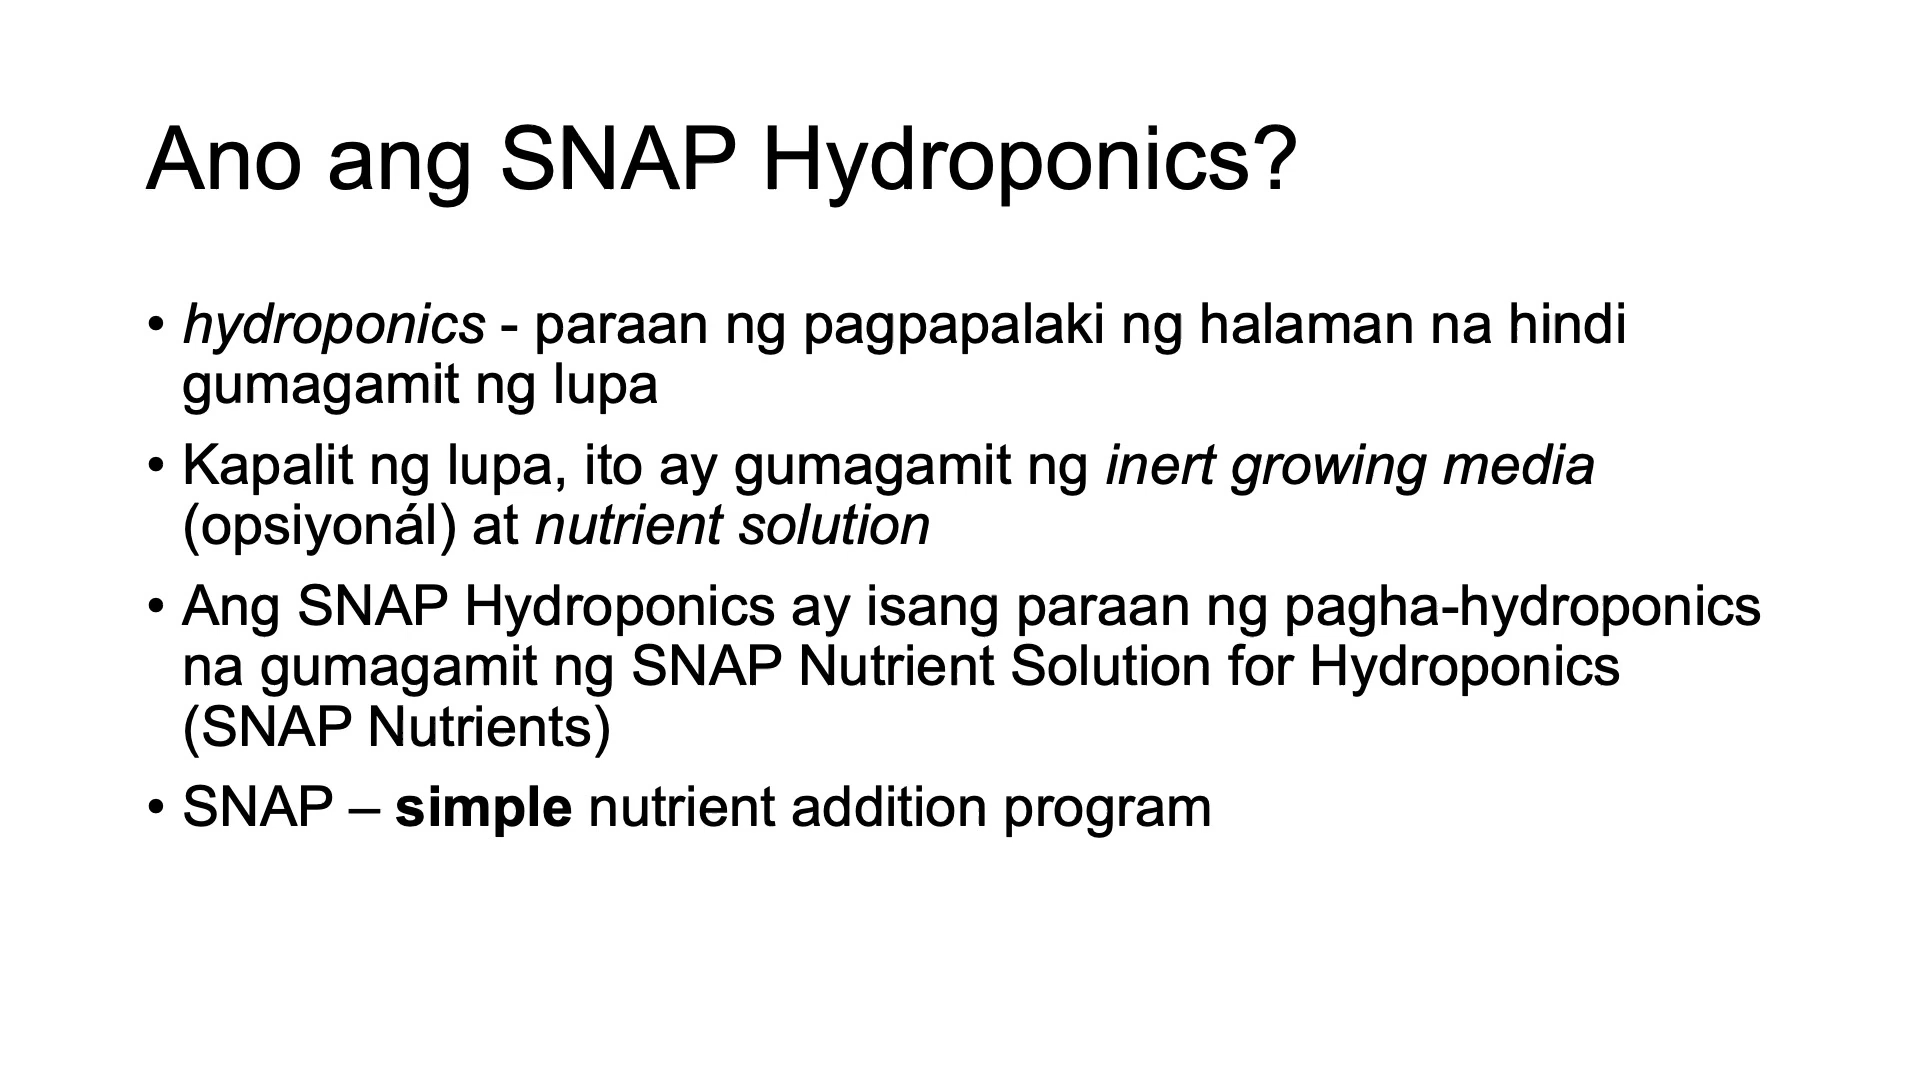 Ano ang SNAP Hydroponics?
• hydroponics - paraan ng pagpapalaki ng halaman na hindi
gumagamit ng lupa
• Kapalit ng lupa, ito ay gumagamit ng inert growing media
(opsiyonál) at nutrient solution
• Ang SNAP Hydroponics ay isang paraan ng pagha-hydroponics
na gumagamit ng SNAP Nutrient Solution for Hydroponics
(SNAP Nutrients)
• SNAP – simple nutrient addition program